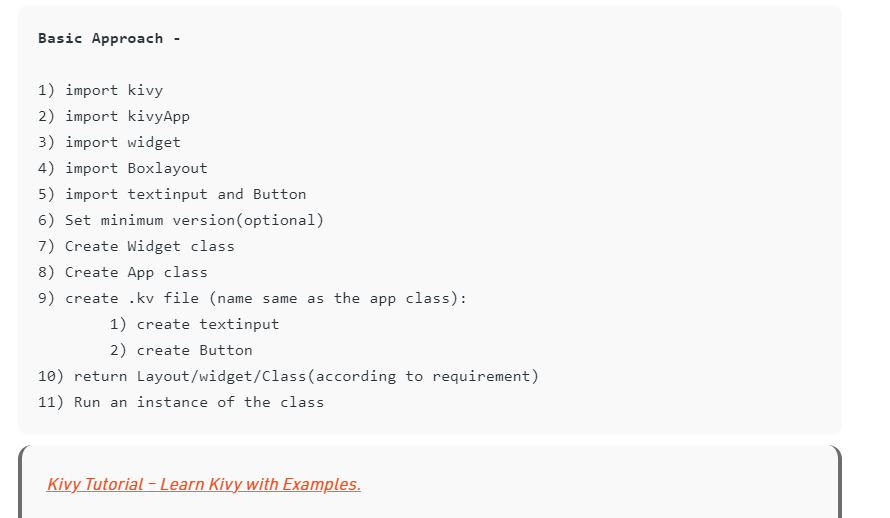 Basic Approach -
1) import kivy
2) import kivyApp
3) import widget
4) import Boxlayout
5) import textinput and Button
6) Set minimum version(optional)
7) Create Widget class
8) Create App class
9) create .kv file (name same as the app class):
1) create textinput
2) create Button
10) return Layout/widget/Class(according to requirement)
11) Run an instance of the class
Kivy Tutorial – Learn Kivy with Examples.